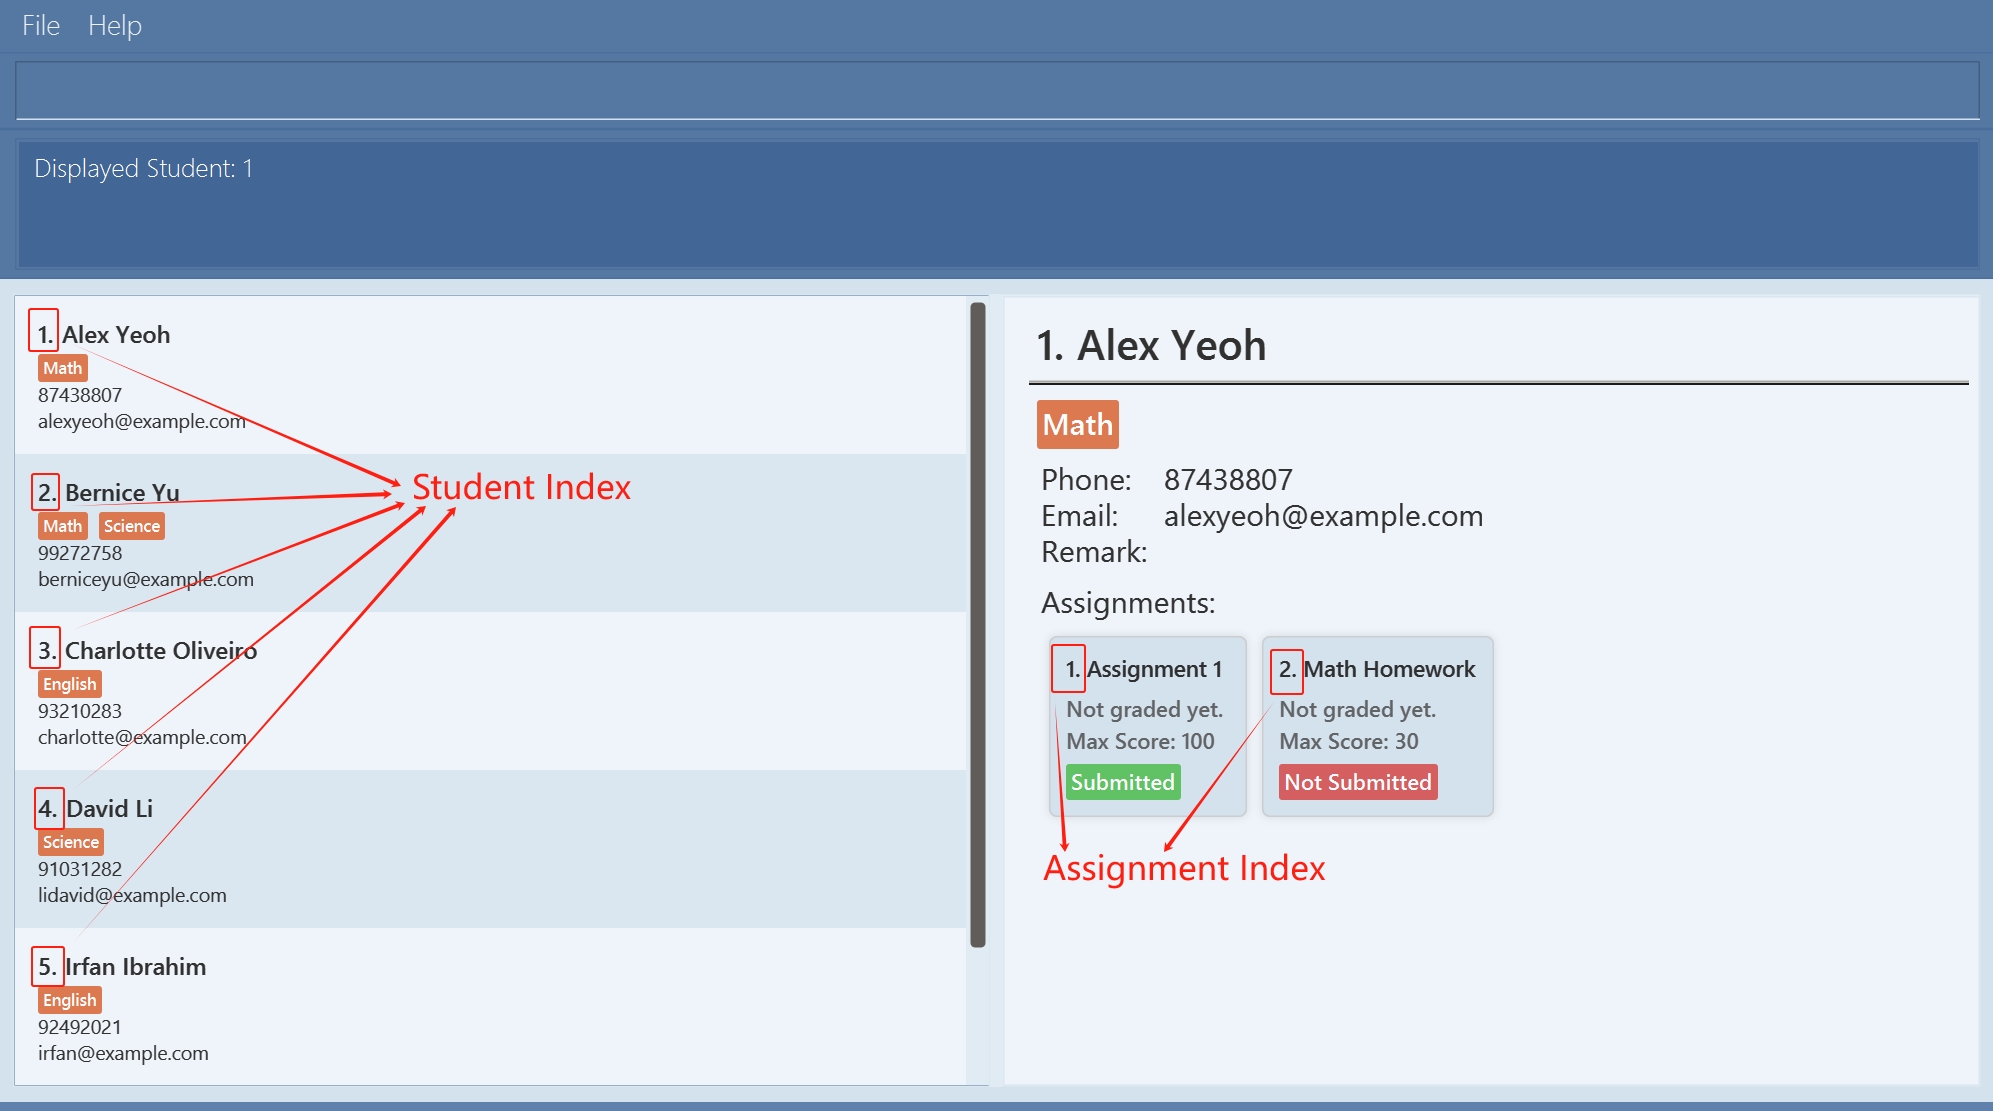 File Help
Displayed Student: 1
1. Alex Yeoh
Math
87438807
alexyeoh@example.com
2. Bernice Yu
Math Science
99272758
berniceyu@example.com
3. Charlotte Oliveiro
English
93210283
charlotte@example.com
4. David Li
Science
91031282
lidavid@example.com
5. Irfan Ibrahim
English
92492021
irfan@example.com
Student Index
1. Alex Yeoh
Math
Phone: 87438807
Email: alexyeoh@example.com
Remark:
Assignments:
1. Assignment 1
Not graded yet.
Max Score: 100
Submitted
2. Math Homework
Not graded yet.
Max Score: 30
Not Submitted
Assignment Index